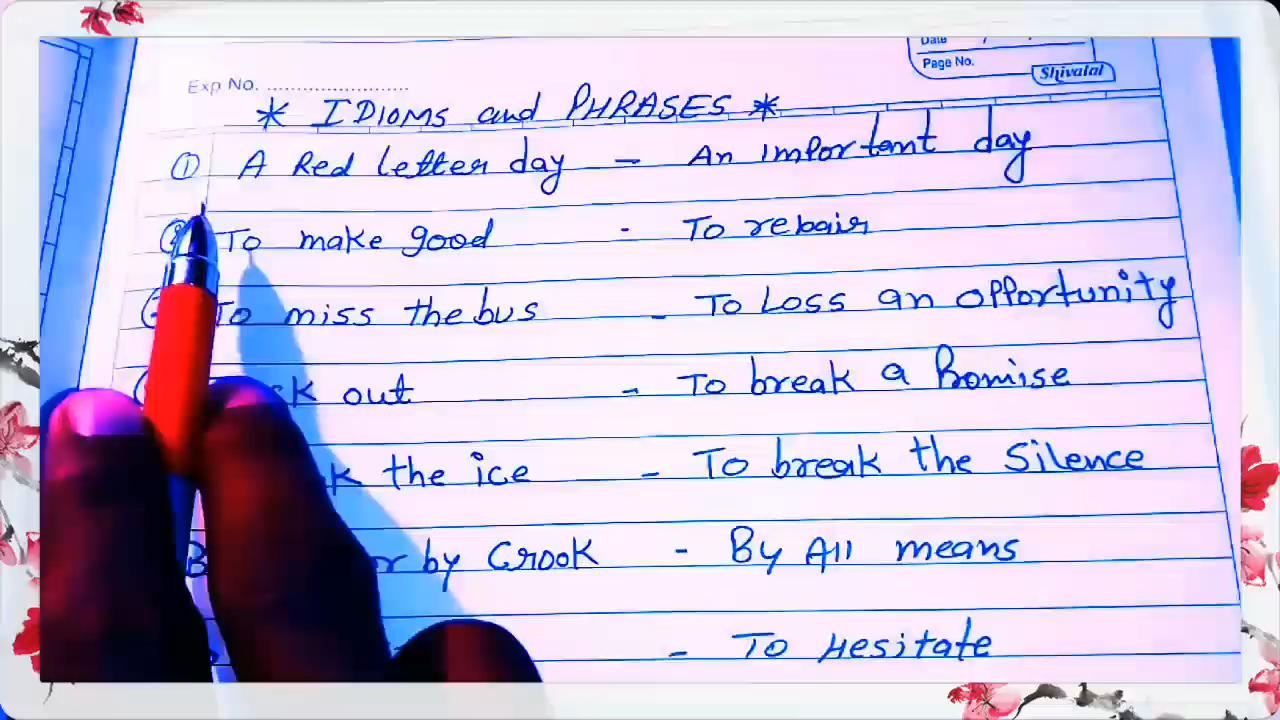 Date / /
Page No.
Shivalal
Exp No. ........................
* IDIOMS and PHRASES *
① A Red letter day - An important day
To make good - To rebair
To miss the bus - To Loss an opportunity
out - To break a Bromise
the ice - To break the Silence
by Crook - By All means
- To Hesitate